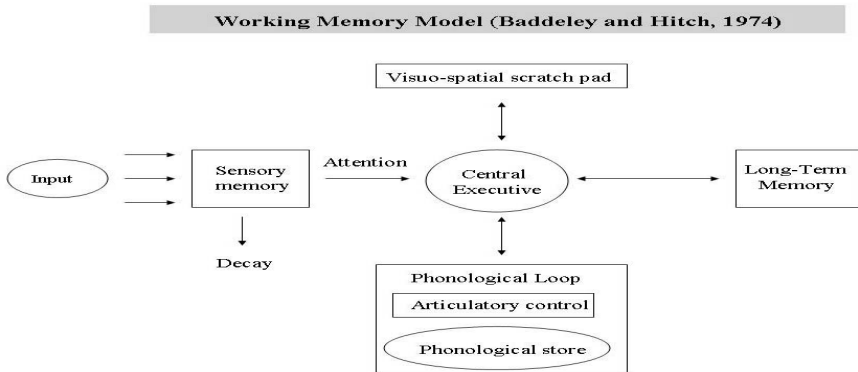 Working Memory Model (Baddeley and Hitch, 1974)
Visuo-spatial scratch pad
Input
Sensory
memory
Attention
Central
Executive
Long-Term
Memory
Decay
Phonological Loop
Articulatory control
Phonological store